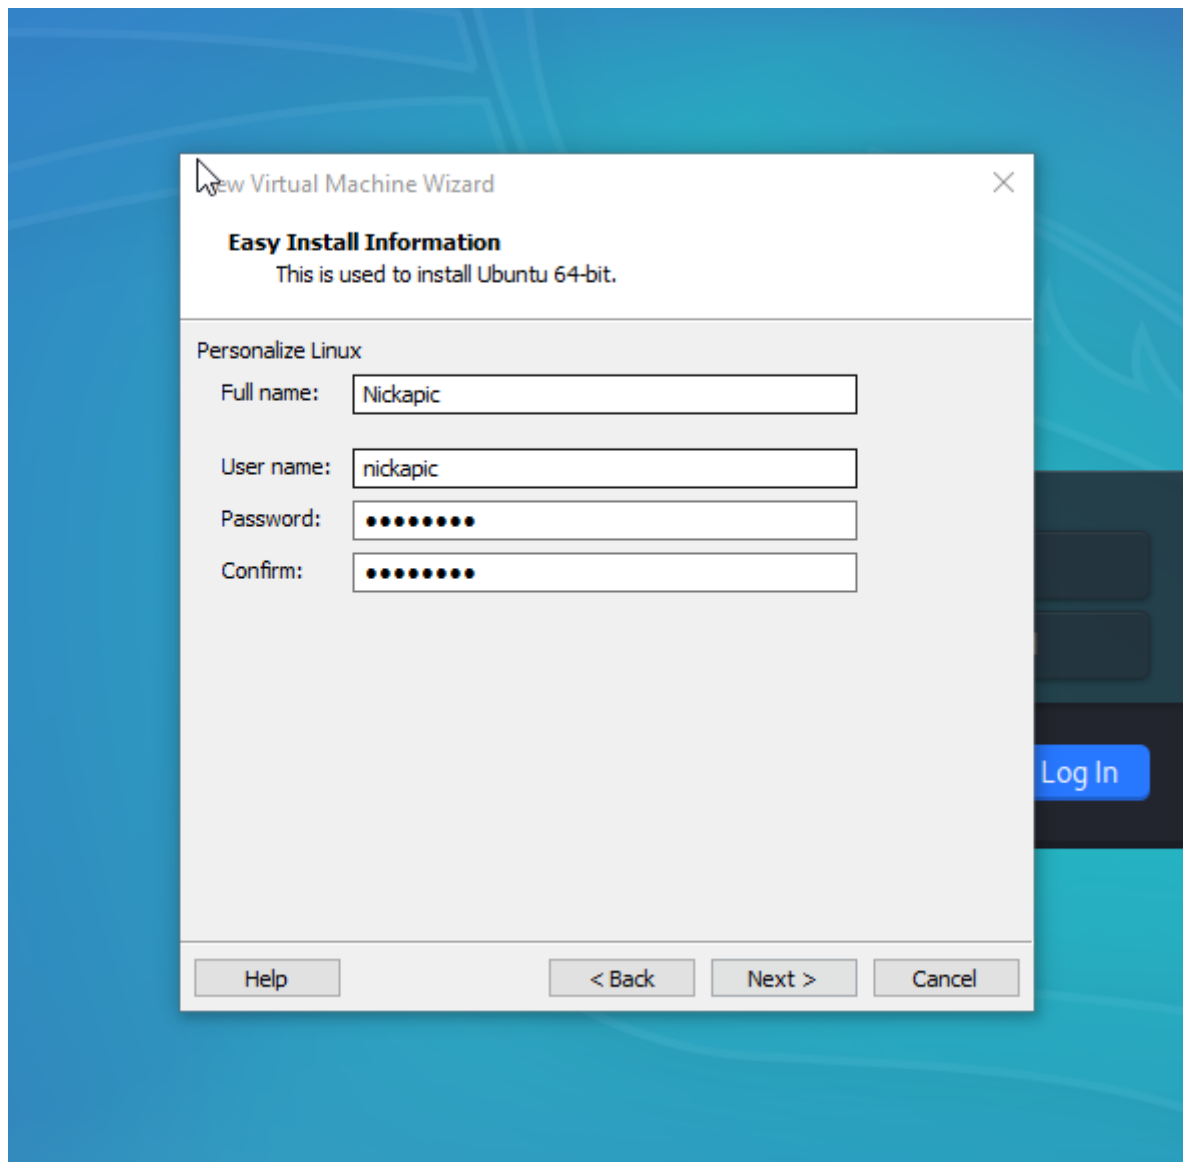 New Virtual Machine Wizard
Easy Install Information
This is used to install Ubuntu 64-bit.
Personalize Linux
Full name: Nickapic
User name: nickapic
Password: ●●●●●●●●
Confirm: ●●●●●●●●
Log In
Help < Back Next > Cancel